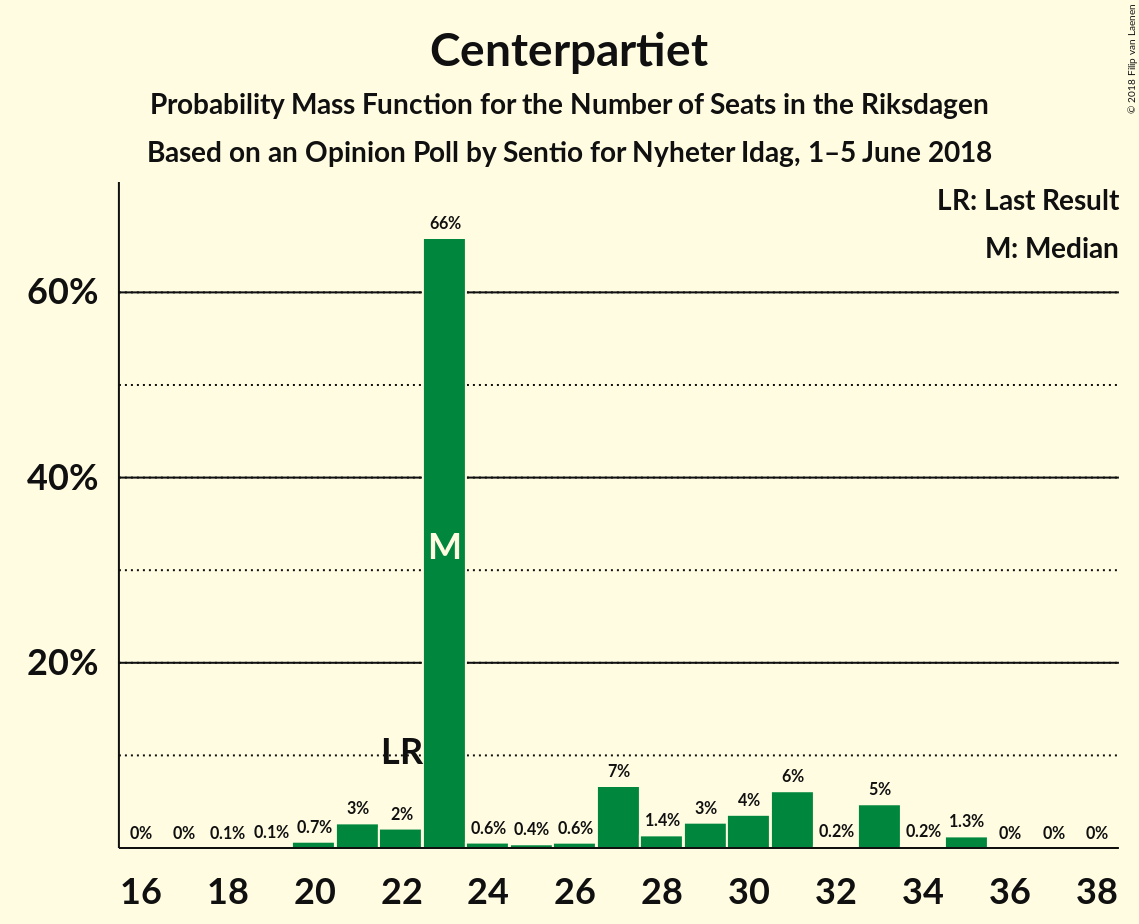 © 2018 Filip van Laenen
Centerpartiet
Probability Mass Function for the Number of Seats in the Riksdagen
Based on an Opinion Poll by Sentio for Nyheter Idag, 1–5 June 2018
LR: Last Result
M: Median
66%
60%
40%
M
20%
LR
7%
6%
5%
0% 0% 0.1% 0.1% 0.7% 3% 2% 0.6% 0.4% 0.6% 1.4% 3% 4% 0.2% 0.2% 1.3% 0% 0% 0%
16 18 20 22 24 26 28 30 32 34 36 38